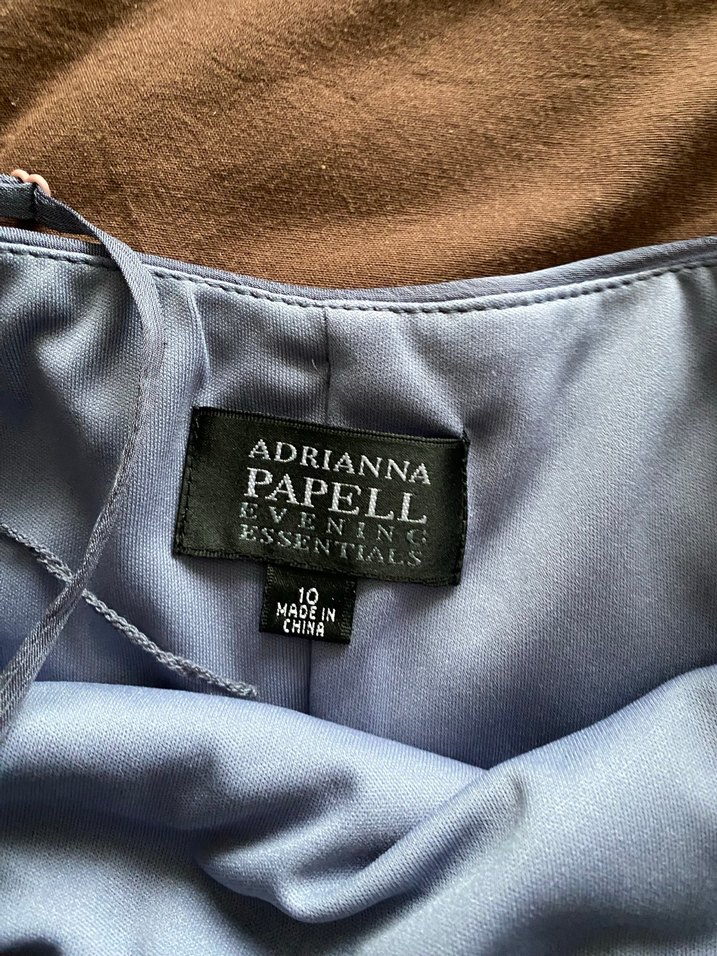 ADRIANNA
PAPELL
EVENING
ESSENTIALS
10
MADE IN
CHINA